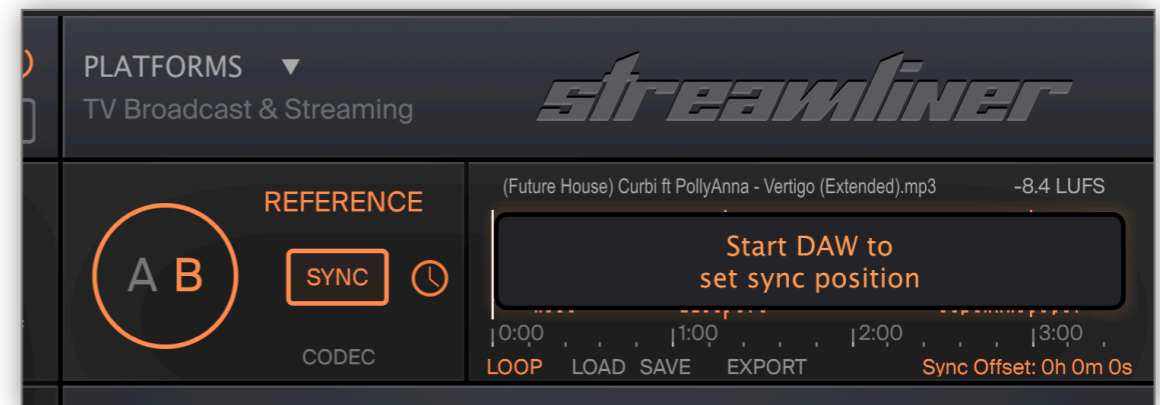 PLATFORMS ▼
TV Broadcast & Streaming
streamliner
REFERENCE
A B
SYNC
CODEC
(Future House) Curbi ft PollyAnna - Vertigo (Extended).mp3 -8.4 LUFS
Start DAW to
set sync position
0:00 1:00 2:00 3:00
LOOP LOAD SAVE EXPORT Sync Offset: 0h 0m 0s